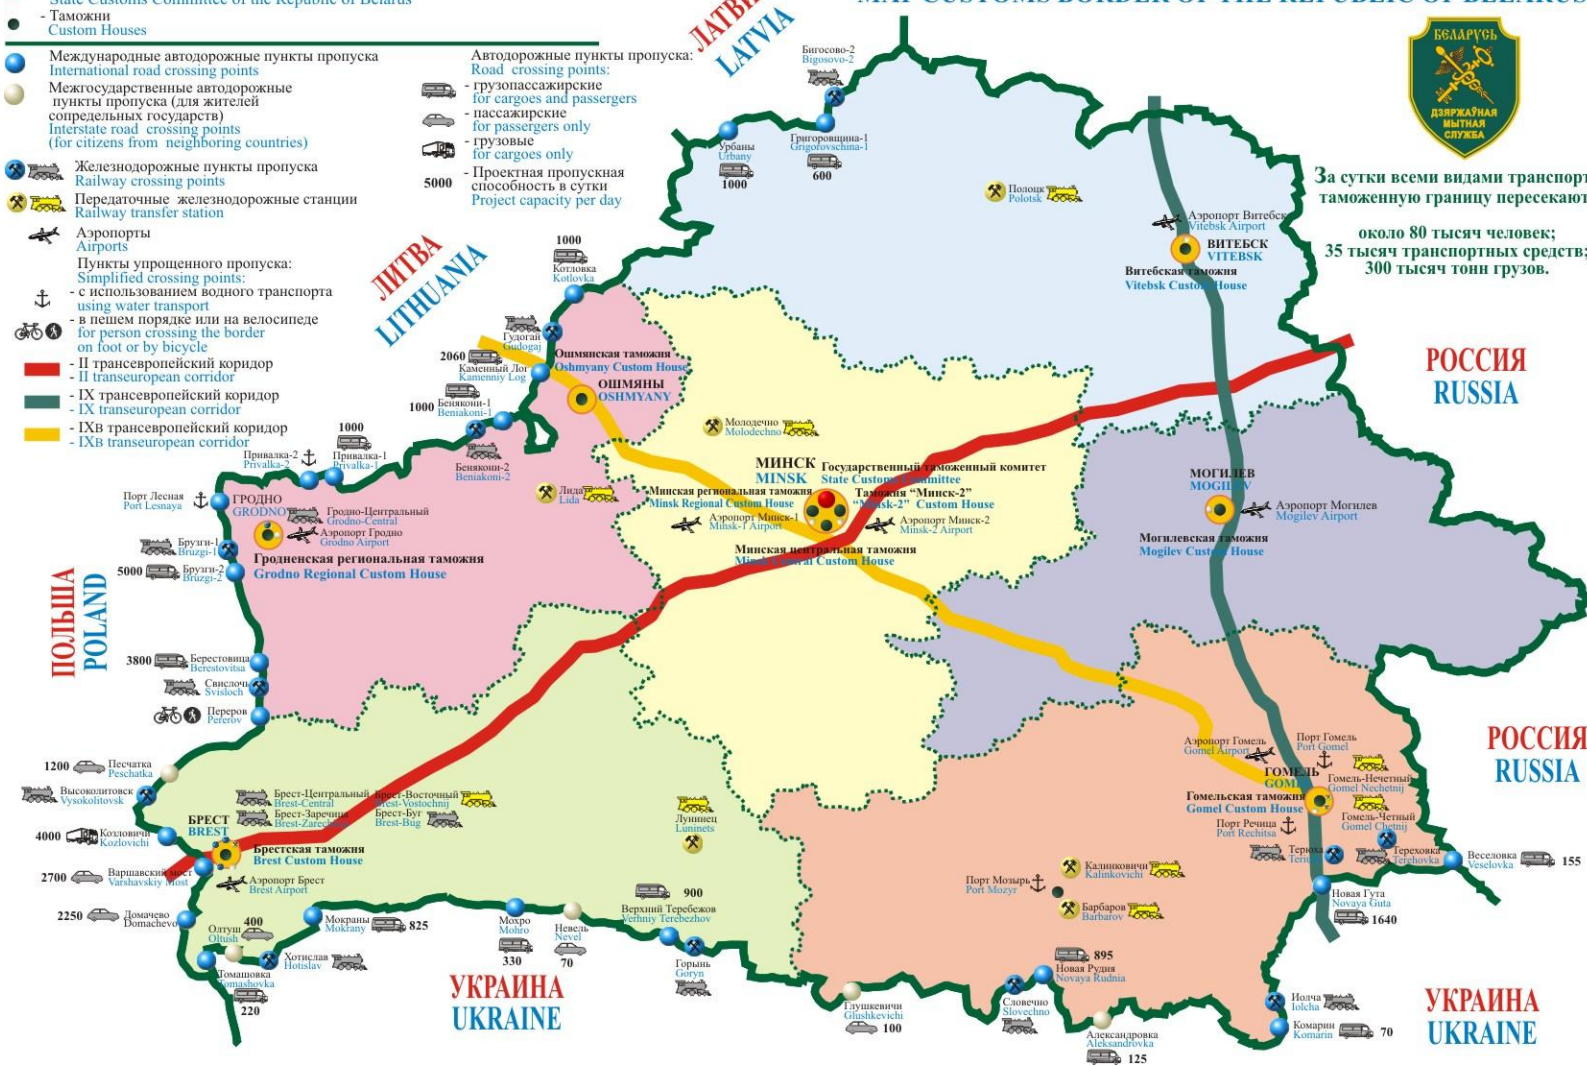 State Customs Committee of the Republic of Belarus
- Таможни
Custom Houses
Международные автодорожные пункты пропуска
International road crossing points
Межгосударственные автодорожные
пункты пропуска (для жителей
сопредельных государств)
Interstate road crossing points
(for citizens from neighboring countries)
Железнодорожные пункты пропуска
Railway crossing points
Передаточные железнодорожные станции
Railway transfer station
Аэропорты
Airports
Пункты упрощенного пропуска:
Simplified crossing points:
- с использованием водного транспорта
using water transport
- в пешем порядке или на велосипеде
for person crossing the border
on foot or by bicycle
- II трансевропейский коридор
- II transeuropean corridor
- IX трансевропейский коридор
- IX transeuropean corridor
- IXв трансевропейский коридор
- IXв transeuropean corridor
Автодорожные пункты пропуска:
Road crossing points:
- грузопассажирские
for cargoes and passergers
- пассажирские
for passergers only
- грузовые
for cargoes only
5000 - Проектная пропускная
способность в сутки
Project capacity per day
MAP CUSTOMS BORDER OF THE REPUBLIC OF BELARUS
БЕЛАРУСЬ
ДЗЯРЖАЎНАЯ
МЫТНАЯ
СЛУЖБА
За сутки всеми видами транспорт
таможенную границу пересекают
около 80 тысяч человек;
35 тысяч транспортных средств;
300 тысяч тонн грузов.
ЛАТВИ
LATVIA
ЛИТВА
LITHUANIA
ПОЛЬША
POLAND
РОССИЯ
RUSSIA
РОССИЯ
RUSSIA
УКРАИНА
UKRAINE
УКРАИНА
UKRAINE
Бигосово-2
Bigosovo-2
Урбаны
Urbany
1000
Григоровщина-1
Grigorovschina-1
600
Полоцк
Polotsk
Аэропорт Витебск
Vitebsk Airport
ВИТЕБСК
VITEBSK
Витебская таможня
Vitebsk Custom House
1000
Котловка
Kotlovka
Гудогай
Gudogaj
2060
Каменный Лог
Kamenniy Log
Ошмянская таможня
Oshmyany Custom House
ОШМЯНЫ
OSHMYANY
1000
Бенякони-1
Beniakoni-1
Бенякони-2
Beniakoni-2
1000
Привалка-1
Privalka-1
Привалка-2
Privalka-2
Порт Лесная
Port Lesnaya
ГРОДНО
GRODNO
Гродно-Центральный
Grodno-Central
Аэропорт Гродно
Grodno Airport
Гродненская региональная таможня
Grodno Regional Custom House
Брузги-1
Bruzgi-1
5000
Брузги-2
Bruzgi-2
3800
Берестовица
Berestovitsa
Свислочь
Svisloch
Переров
Pererov
Лида
Lida
Молодечно
Molodechno
МИНСК
MINSK
Государственный таможенный комитет
State Customs Committee
Минская региональная таможня
Minsk Regional Custom House
Таможня “Минск-2”
“Minsk-2” Custom House
Аэропорт Минск-1
Minsk-1 Airport
Аэропорт Минск-2
Minsk-2 Airport
Минская центральная таможня
Minsk Central Custom House
МОГИЛЕВ
MOGILEV
Аэропорт Могилев
Mogilev Airport
Могилевская таможня
Mogilev Custom House
1200
Песчатка
Peschatka
Высоколитовск
Vysokolitovsk
4000
Козловичи
Kozlovichi
2700
Варшавский мост
Varshavskiy Most
2250
Домачево
Domachevo
БРЕСТ
BREST
Брест-Центральный
Brest-Central
Брест-Восточный
Brest-Vostochnij
Брест-Заречица
Brest-Zarechica
Брест-Буг
Brest-Bug
Брестская таможня
Brest Custom House
Аэропорт Брест
Brest Airport
400
Олтуш
Oltush
Томашовка
Tomashovka
220
Хотислав
Hotislav
Мокраны
Mokrany
825
Мохро
Mohro
330
Невель
Nevel
70
900
Верхний Теребежов
Verhniy Terebezhov
Горынь
Goryn
Лунинец
Luninets
Глушкевичи
Glushkevichi
100
Словечно
Slovechno
895
Новая Рудня
Novaya Rudnia
Александровка
Aleksandrovka
125
Порт Мозырь
Port Mozyr
Калинковичи
Kalinkovichi
Барбаров
Barbarov
Аэропорт Гомель
Gomel Airport
Порт Гомель
Port Gomel
ГОМЕЛЬ
Гомельская таможня
Gomel Custom House
Гомель-Нечетный
Gomel Nechetnij
Гомель-Четный
Gomel Chetnij
Порт Речица
Port Rechitsa
Терюха
Тереховка
Terehovka
Веселовка
Veselovka
155
Новая Гута
Novaya Guta
1640
Иолча
Iolcha
Комарин
Komarin
70